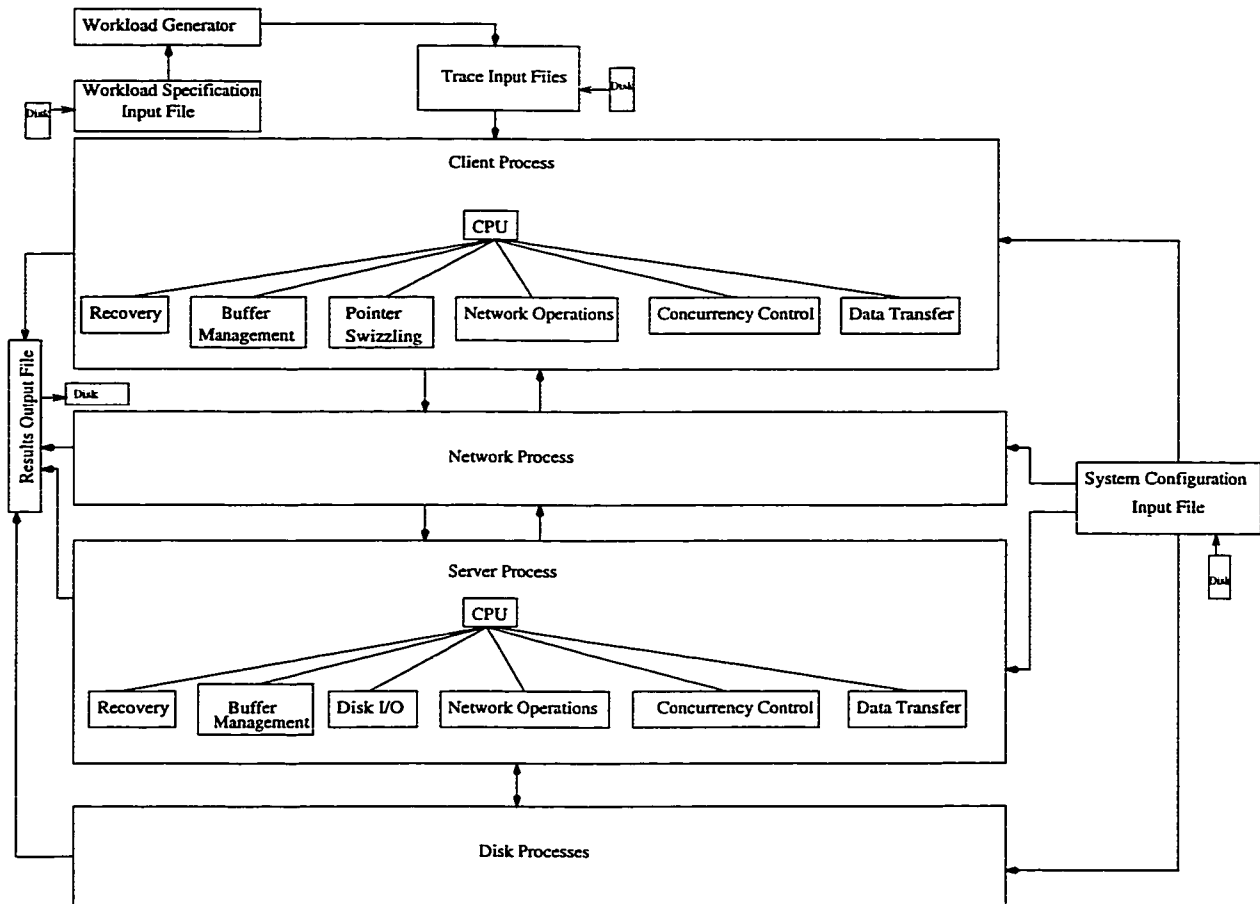 Workload Generator
Trace Input Files
Disk
Workload Specification
Input File
Disk
Client Process
CPU
Recovery
Buffer
Management
Pointer
Swizzling
Network Operations
Concurrency Control
Data Transfer
Results Output File
Disk
Network Process
System Configuration
Input File
Disk
Server Process
CPU
Recovery
Buffer
Management
Disk I/O
Network Operations
Concurrency Control
Data Transfer
Disk Processes